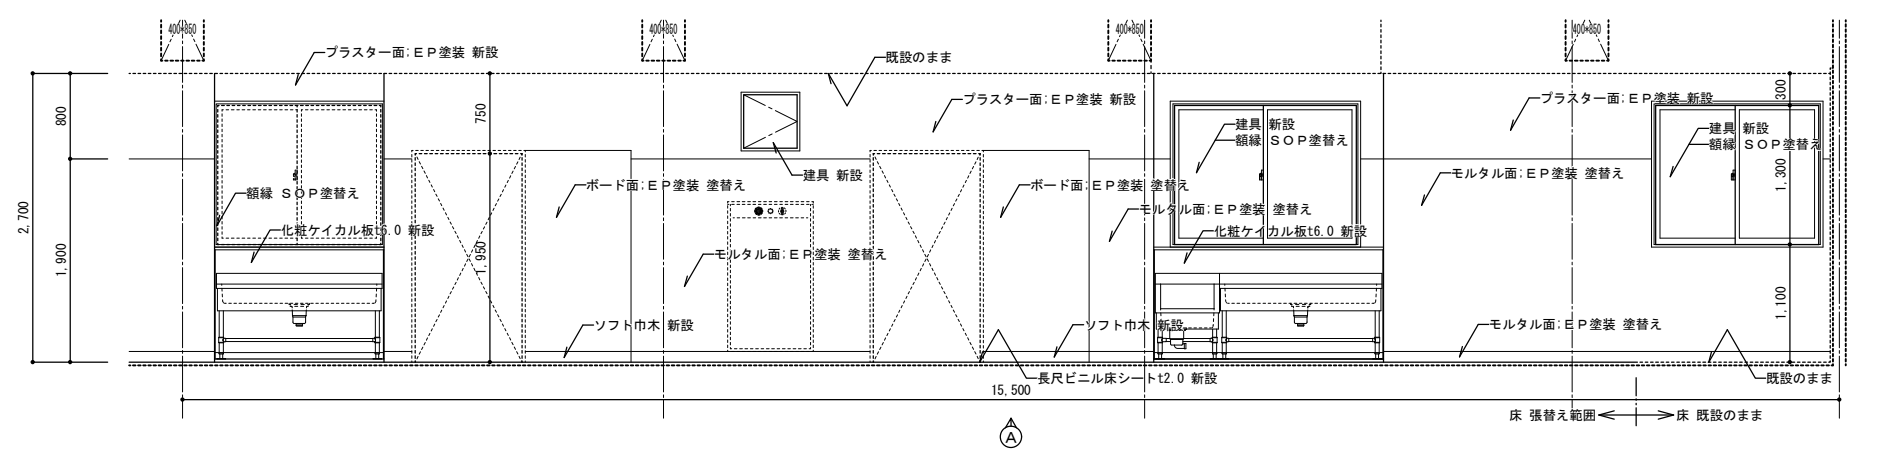 400*850
400*850
400*850
400*850
プラスター面;ＥＰ塗装 新設
既設のまま
プラスター面;ＥＰ塗装 新設
プラスター面;ＥＰ塗装 新設
800
750
300
建具 新設
額縁 ＳＯＰ塗替え
建具 新設
額縁 ＳＯＰ塗替え
建具 新設
モルタル面;ＥＰ塗装 塗替え
1,300
額縁 ＳＯＰ塗替え
ボード面;ＥＰ塗装 塗替え
ボード面;ＥＰ塗装 塗替え
モルタル面;ＥＰ塗装 塗替え
2,700
化粧ケイカル板t6.0 新設
化粧ケイカル板t6.0 新設
1,900
1,950
モルタル面;ＥＰ塗装 塗替え
1,100
ソフト巾木 新設
ソフト巾木 新設
モルタル面;ＥＰ塗装 塗替え
長尺ビニル床シートt2.0 新設
既設のまま
15,500
床 張替え範囲
床 既設のまま
A